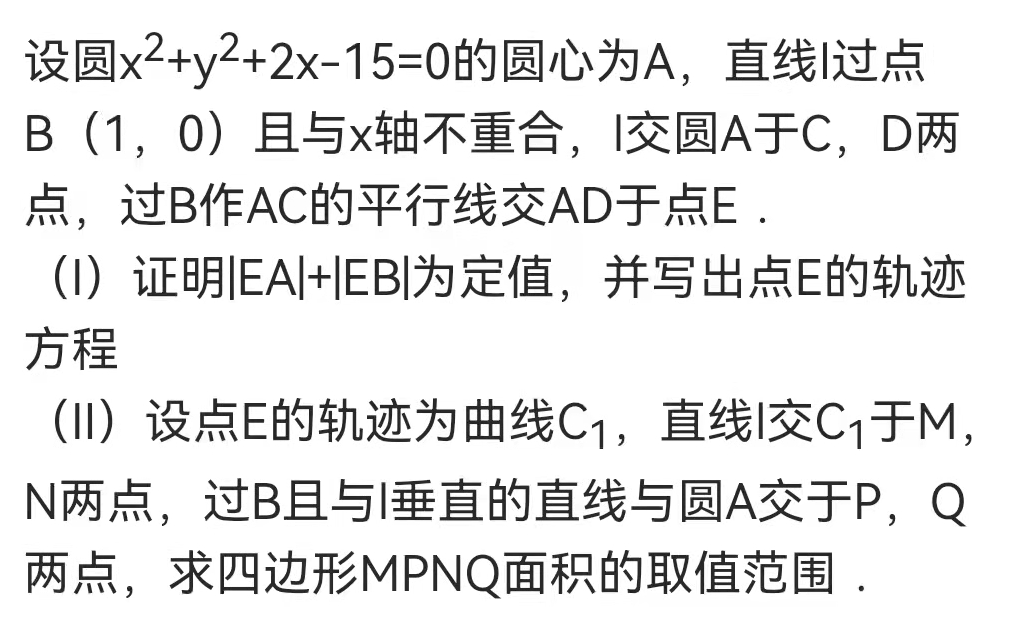 设圆x²+y²+2x-15=0的圆心为A，直线l过点
B（1，0）且与x轴不重合，l交圆A于C，D两
点，过B作AC的平行线交AD于点E．
（I）证明|EA|+|EB|为定值，并写出点E的轨迹
方程
（II）设点E的轨迹为曲线C₁，直线l交C₁于M，
N两点，过B且与l垂直的直线与圆A交于P，Q
两点，求四边形MPNQ面积的取值范围．